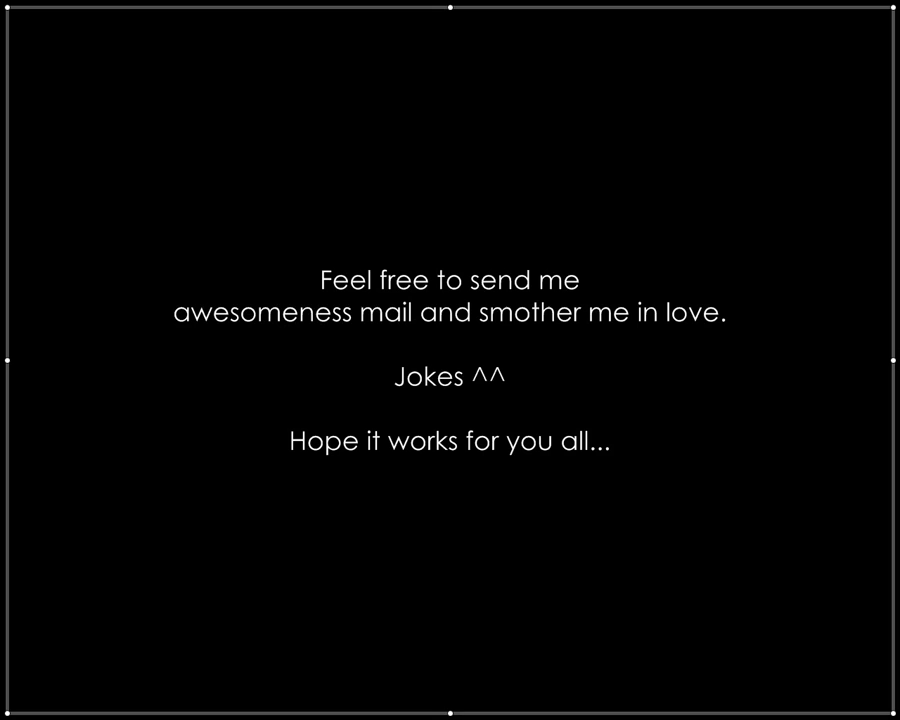 Feel free to send me
awesomeness mail and smother me in love.
Jokes ^^
Hope it works for you all...